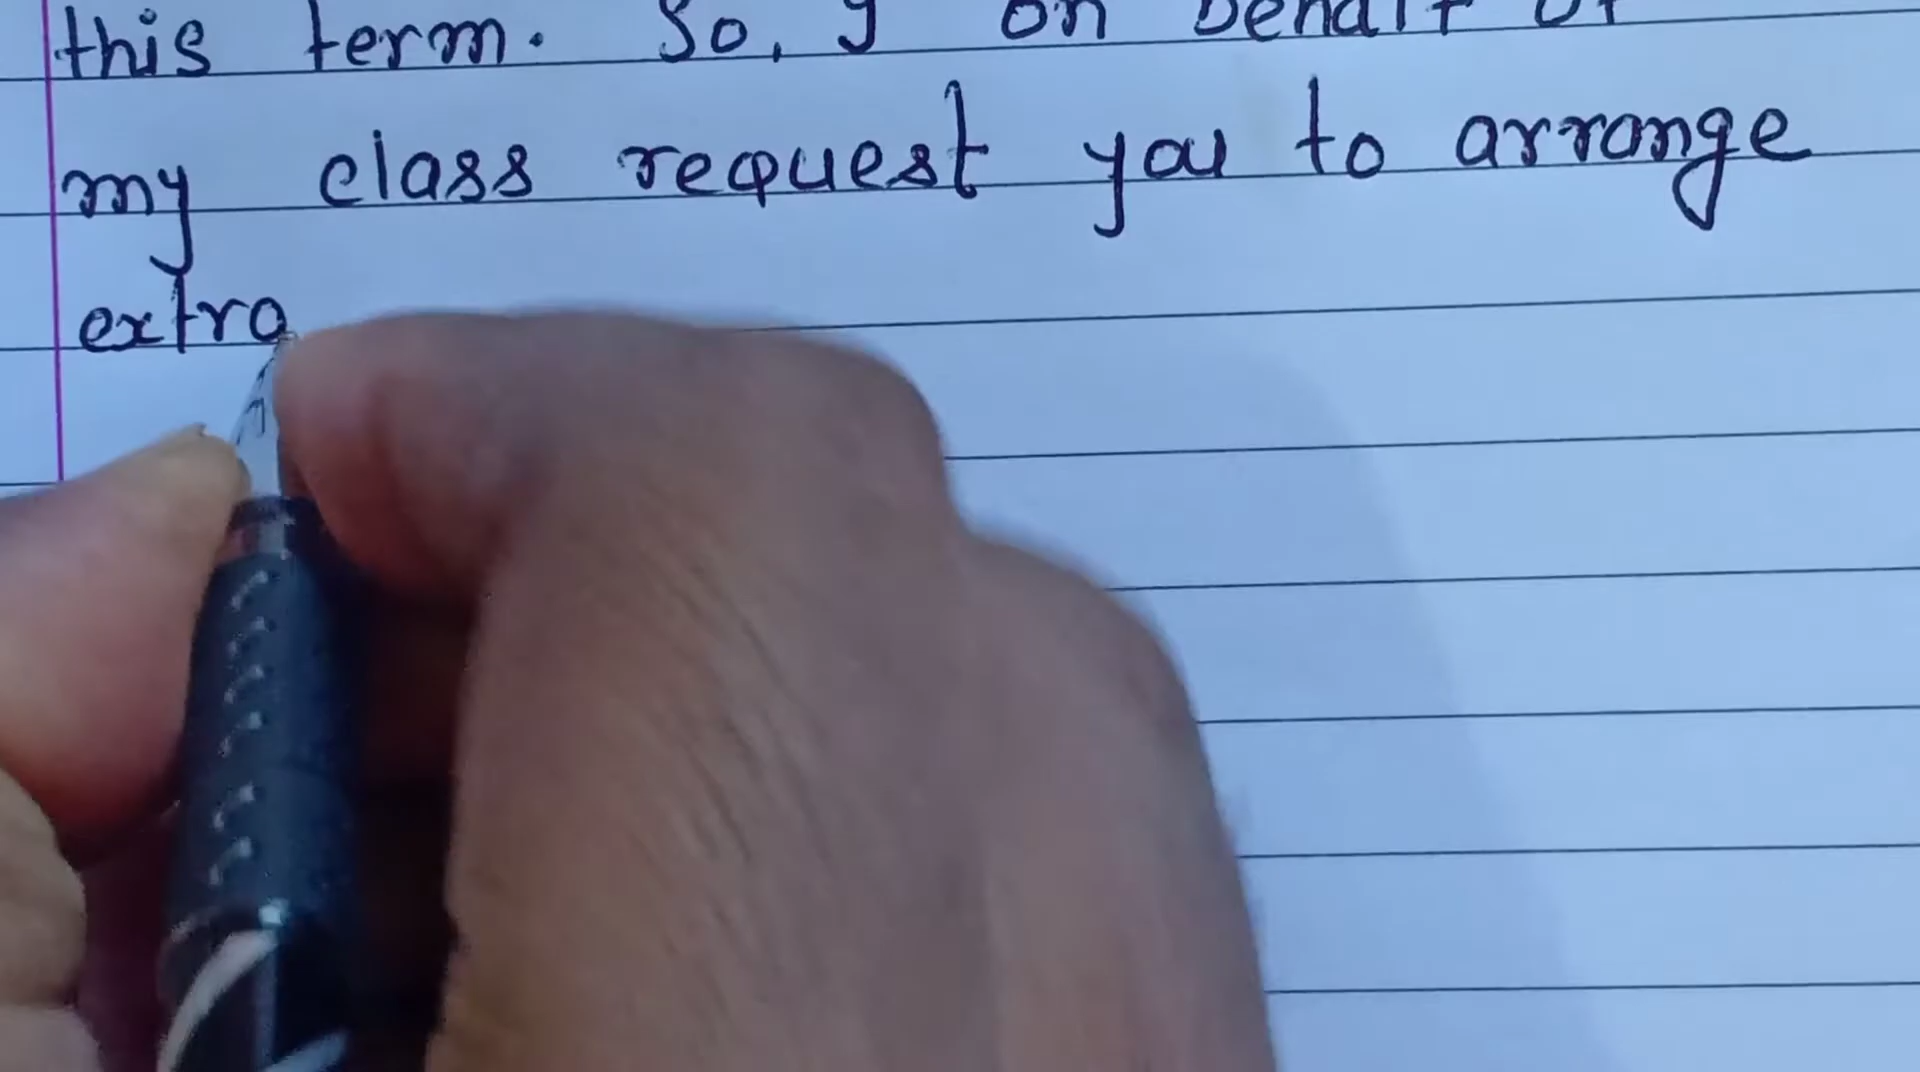 this term. So, I on behalf of
my class request you to arrange
extra